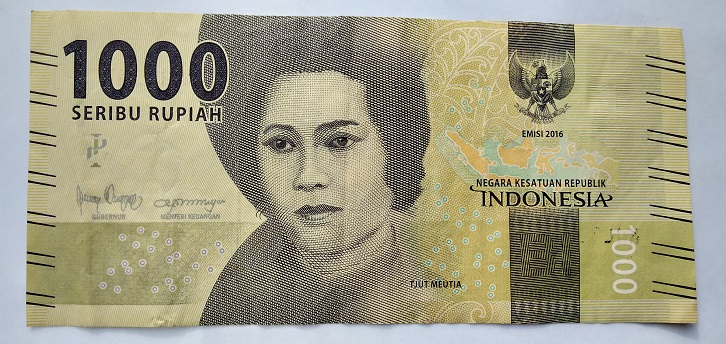 1000
SERIBU RUPIAH
GUBERNUR
MENTERI KEUANGAN
EMISI 2016
NEGARA KESATUAN REPUBLIK
INDONESIA
TJUT MEUTIA
1000